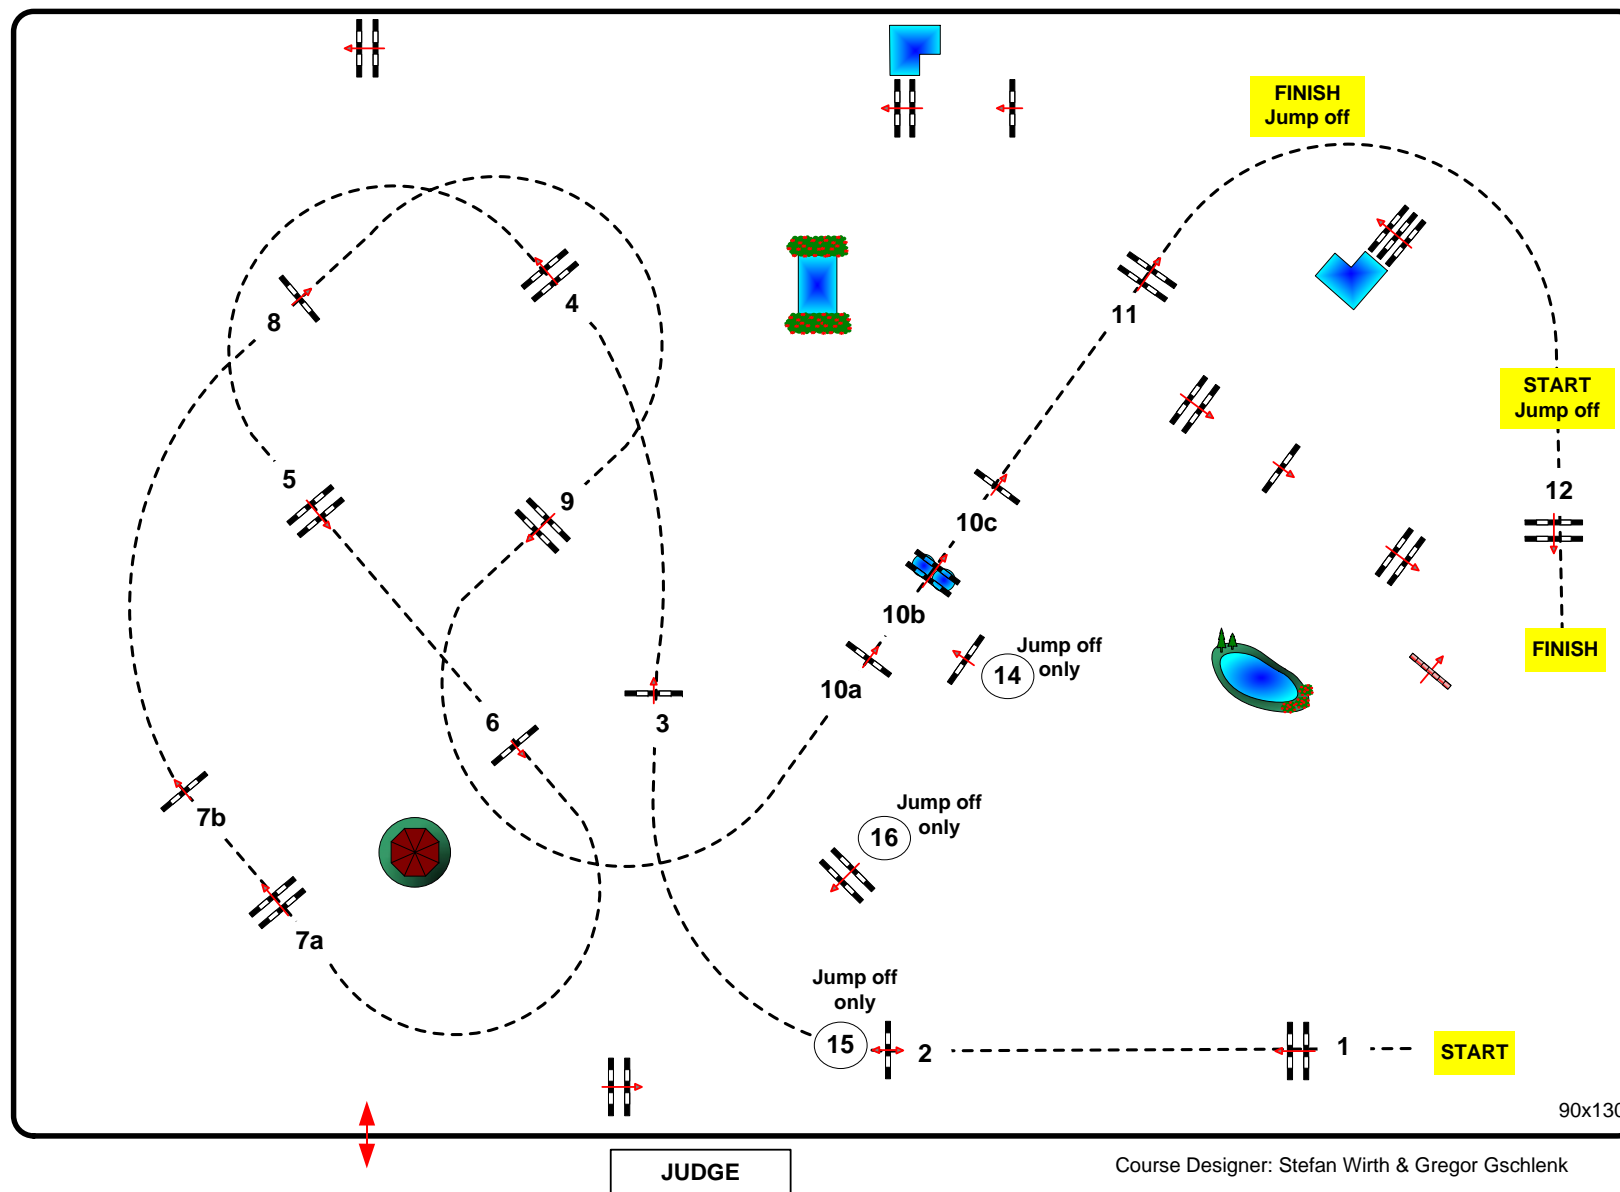 FINISH
Jump off
8
4
11
START
Jump off
5
9
12
10c
10b
FINISH
Jump off
only
14
10a
6
3
7b
Jump off
only
16
7a
Jump off
only
15
2
1
START
90x130
JUDGE
Course Designer: Stefan Wirth & Gregor Gschlenk